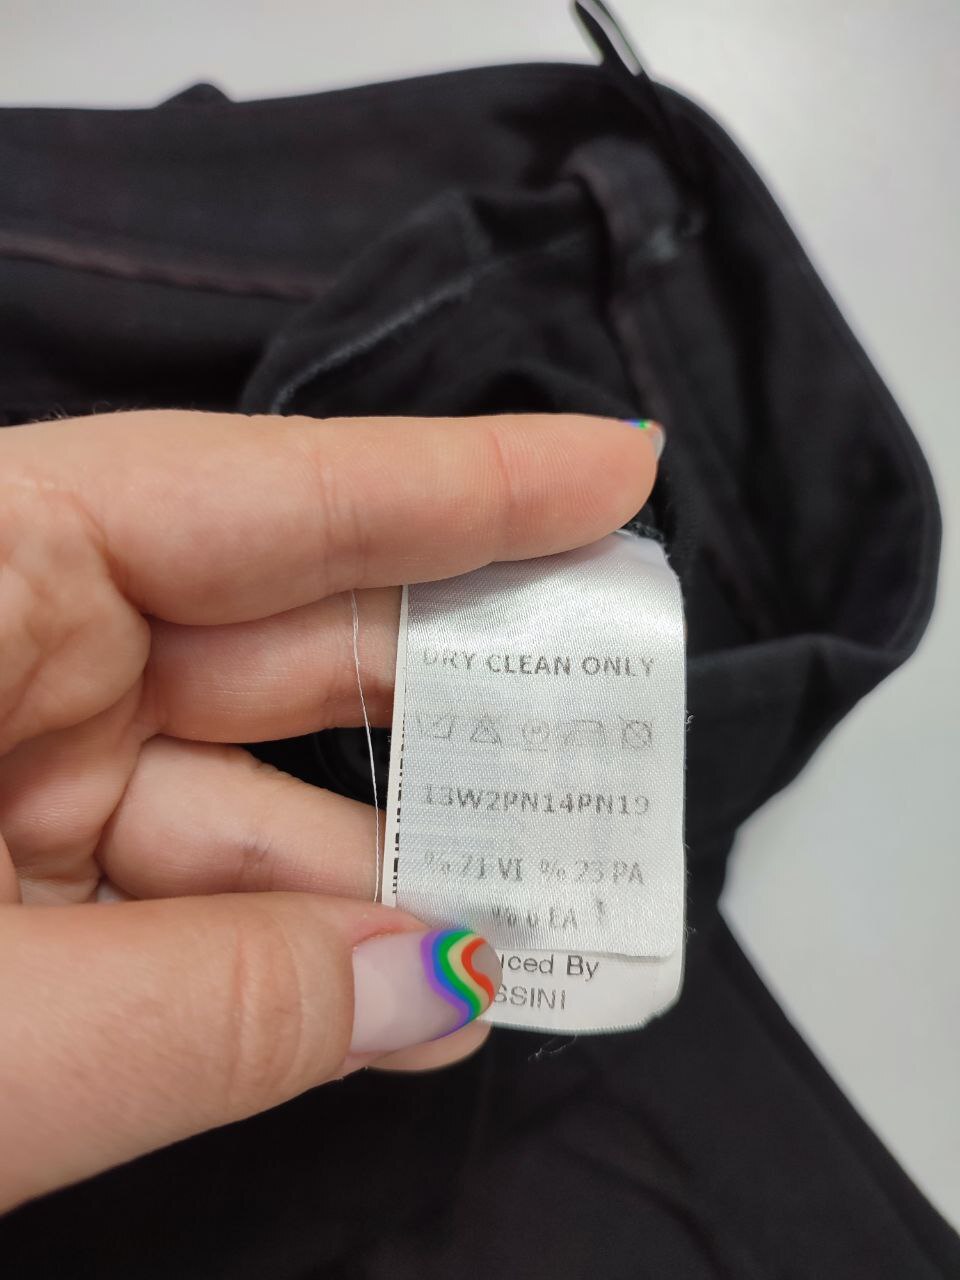 DRY CLEAN ONLY
13W2PN14PN19
% 71 VI % 23 PA
% 6 EA
uced By
SSINI